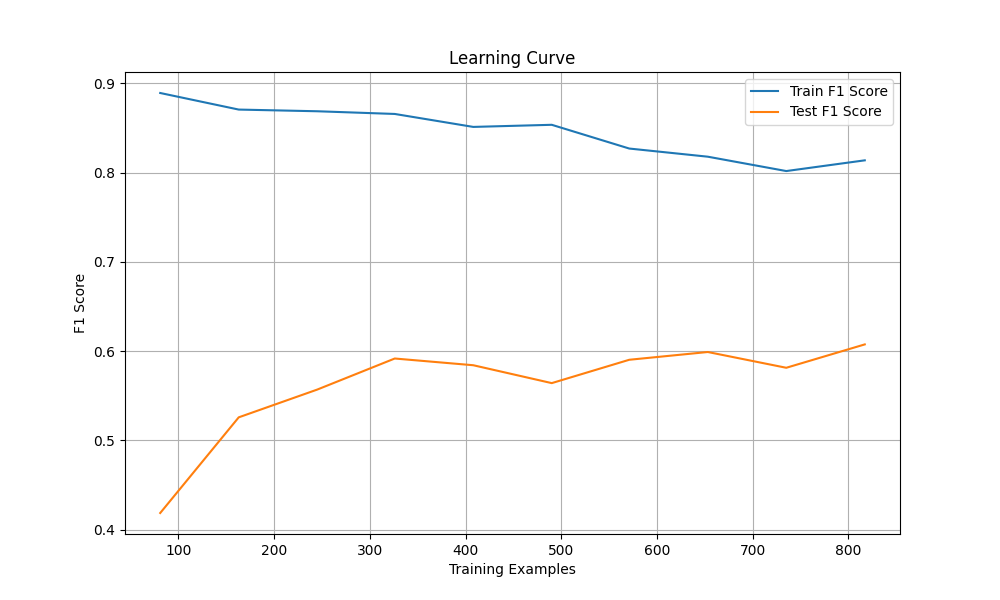 Learning Curve
Train F1 Score
Test F1 Score
F1 Score
0.9
0.8
0.7
0.6
0.5
0.4
100 200 300 400 500 600 700 800
Training Examples